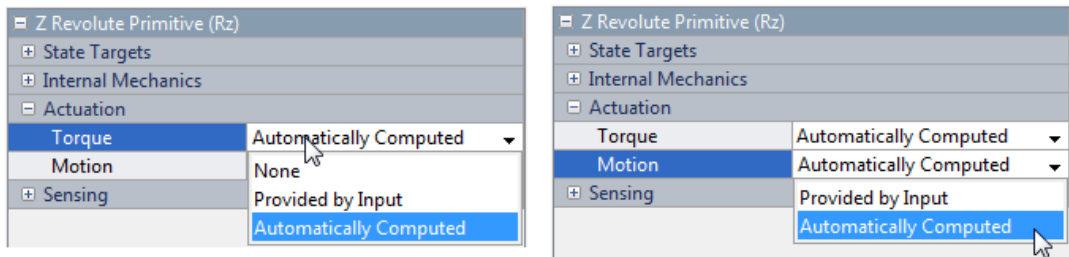 Z Revolute Primitive (Rz)
State Targets
Internal Mechanics
Actuation
Torque Automatically Computed
Motion None
Provided by Input
Sensing
Automatically Computed
Z Revolute Primitive (Rz)
State Targets
Internal Mechanics
Actuation
Torque Automatically Computed
Motion Automatically Computed
Sensing Provided by Input
Automatically Computed